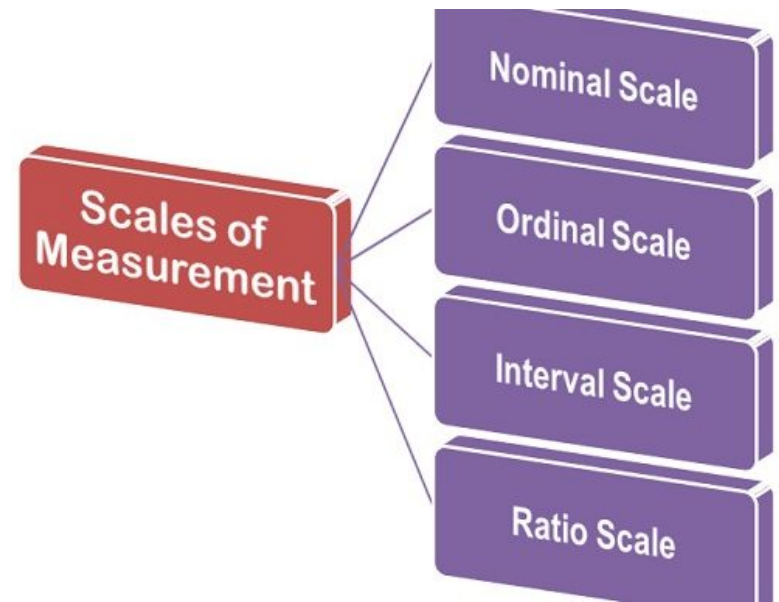 Scales of
Measurement
Nominal Scale
Ordinal Scale
Interval Scale
Ratio Scale